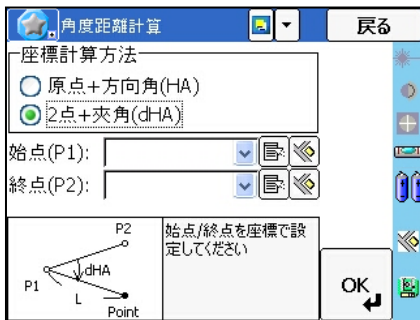 角度距離計算
戻る
座標計算方法
原点+方向角(HA)
2点+夾角(dHA)
始点(P1):
終点(P2):
P2
dHA
P1
L
Point
始点/終点を座標で設
定してください
OK